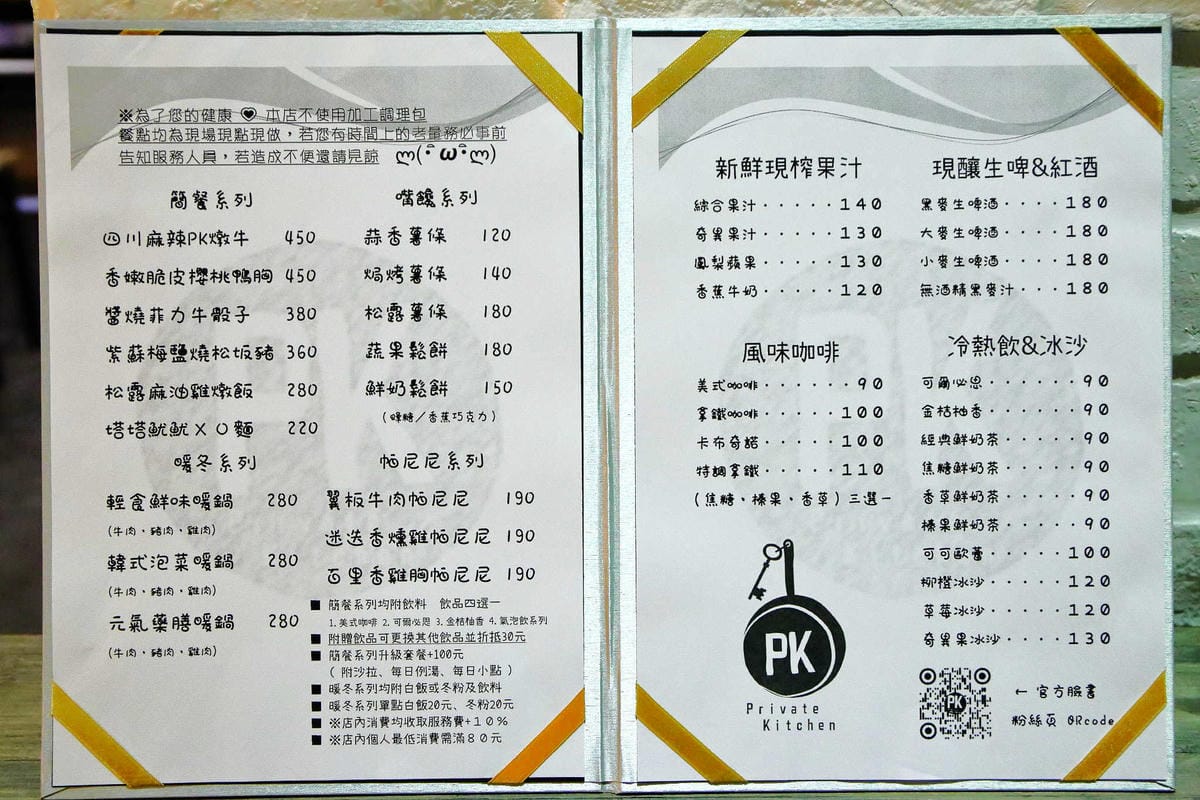 ※為了您的健康 ♥ 本店不使用加工調理包
餐點均為現場現點現做，若您有時間上的考量務必事前
告知服務人員，若造成不便還請見諒 ლ(･́ω･̀ლ)
簡餐系列
四川麻辣PK燉牛 450
香嫩脆皮櫻桃鴨胸 450
醬燒菲力牛骰子 380
紫蘇梅鹽燒松坂豬 360
松露麻油雞燉飯 280
塔塔魷魷XO麵 220
嘴饞系列
蒜香薯條 120
焗烤薯條 140
松露薯條 180
蔬果鬆餅 180
鮮奶鬆餅 150
(蜂糖／香蕉巧克力)
暖冬系列
輕食鮮味暖鍋 280
(牛肉、豬肉、雞肉)
韓式泡菜暖鍋 280
(牛肉、豬肉、雞肉)
元氣藥膳暖鍋 280
(牛肉、豬肉、雞肉)
帕尼尼系列
翼板牛肉帕尼尼 190
迷迭香燻雞帕尼尼 190
百里香雞胸帕尼尼 190
■ 簡餐系列均附飲料 飲品四選一
1.美式咖啡 2.可爾必思 3.金桔柚香 4.氣泡飲系列
■ 附贈飲品可更換其他飲品並折抵30元
■ 簡餐系列升級套餐+100元
( 附沙拉、每日例湯、每日小點 )
■ 暖冬系列均附白飯或冬粉及飲料
■ 暖冬系列單點白飯20元、冬粉20元
■ ※店內消費均收取服務費+10%
■ ※店內個人最低消費需滿80元
新鮮現榨果汁
綜合果汁·····140
奇異果汁·····130
鳳梨蘋果·····130
香蕉牛奶·····120
現釀生啤&紅酒
黑麥生啤酒····180
大麥生啤酒····180
小麥生啤酒····180
無酒精黑麥汁···180
風味咖啡
美式咖啡······90
拿鐵咖啡·····100
卡布奇諾·····100
特調拿鐵·····110
(焦糖、榛果、香草)三選一
冷熱飲&冰沙
可爾必思······90
金桔柚香······90
經典鮮奶茶·····90
焦糖鮮奶茶·····90
香草鮮奶茶·····90
榛果鮮奶茶·····90
可可歐蕾·····100
柳橙冰沙·····120
草莓冰沙·····120
奇異果冰沙····130
PK
Private
Kitchen
PK
← 官方臉書
粉絲頁 QRcode